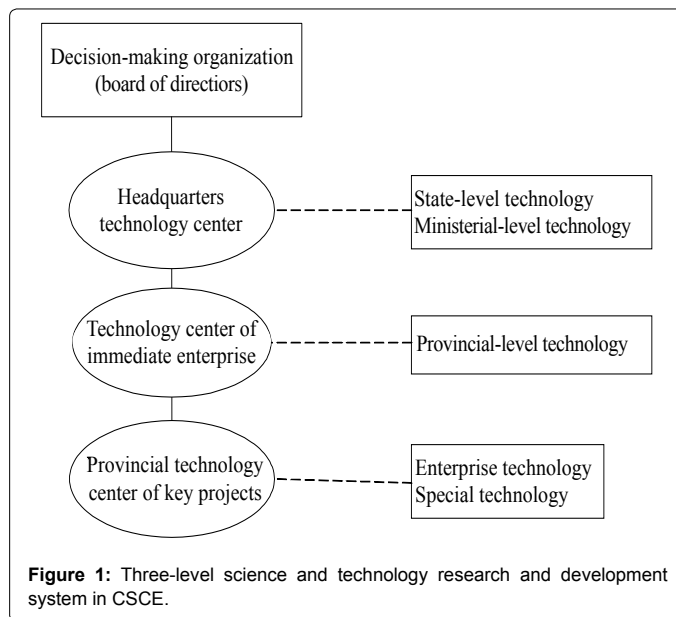 Decision-making organization
(board of directiors)
Headquarters
technology center
State-level technology
Ministerial-level technology
Technology center of
immediate enterprise
Provincial-level technology
Provincial technology
center of key projects
Enterprise technology
Special technology
Figure 1: Three-level science and technology research and development
system in CSCE.